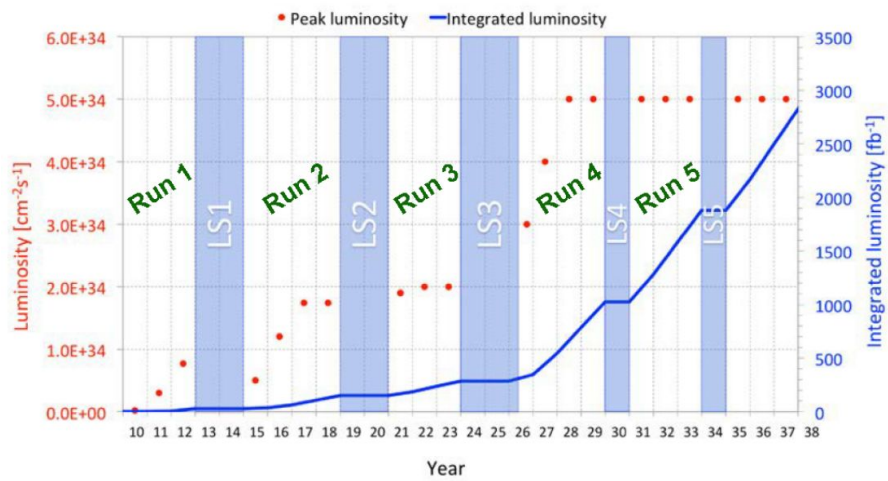 Peak luminosity Integrated luminosity
6.0E+34
5.0E+34
4.0E+34
3.0E+34
2.0E+34
1.0E+34
0.0E+00
Luminosity [cm-2s-1]
Run 1
LS1
Run 2
LS2
Run 3
LS3
Run 4
LS4
Run 5
LS5
3500
3000
2500
2000
1500
1000
500
0
Integrated luminosity [fb-1]
10 11 12 13 14 15 16 17 18 19 20 21 22 23 24 25 26 27 28 29 30 31 32 33 34 35 36 37 38
Year